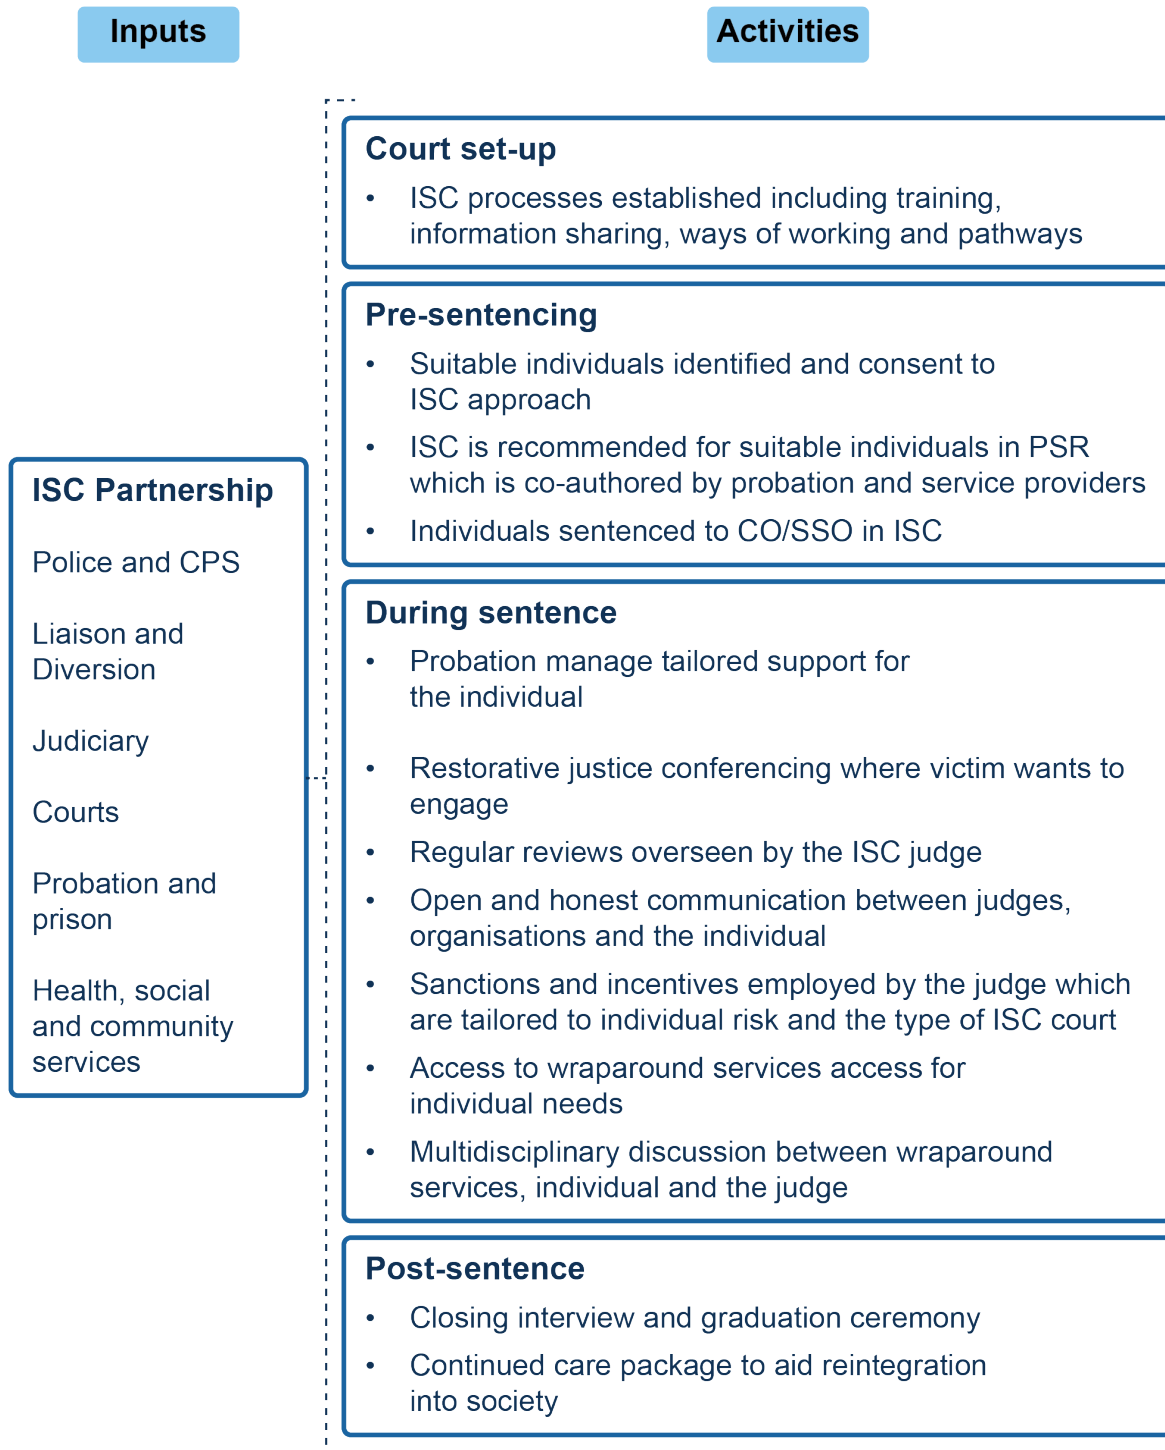 Inputs
Activities
ISC Partnership
Police and CPS
Liaison and
Diversion
Judiciary
Courts
Probation and
prison
Health, social
and community
services
Court set-up
• ISC processes established including training,
information sharing, ways of working and pathways
Pre-sentencing
• Suitable individuals identified and consent to
ISC approach
• ISC is recommended for suitable individuals in PSR
which is co-authored by probation and service providers
• Individuals sentenced to CO/SSO in ISC
During sentence
• Probation manage tailored support for
the individual
• Restorative justice conferencing where victim wants to
engage
• Regular reviews overseen by the ISC judge
• Open and honest communication between judges,
organisations and the individual
• Sanctions and incentives employed by the judge which
are tailored to individual risk and the type of ISC court
• Access to wraparound services access for
individual needs
• Multidisciplinary discussion between wraparound
services, individual and the judge
Post-sentence
• Closing interview and graduation ceremony
• Continued care package to aid reintegration
into society